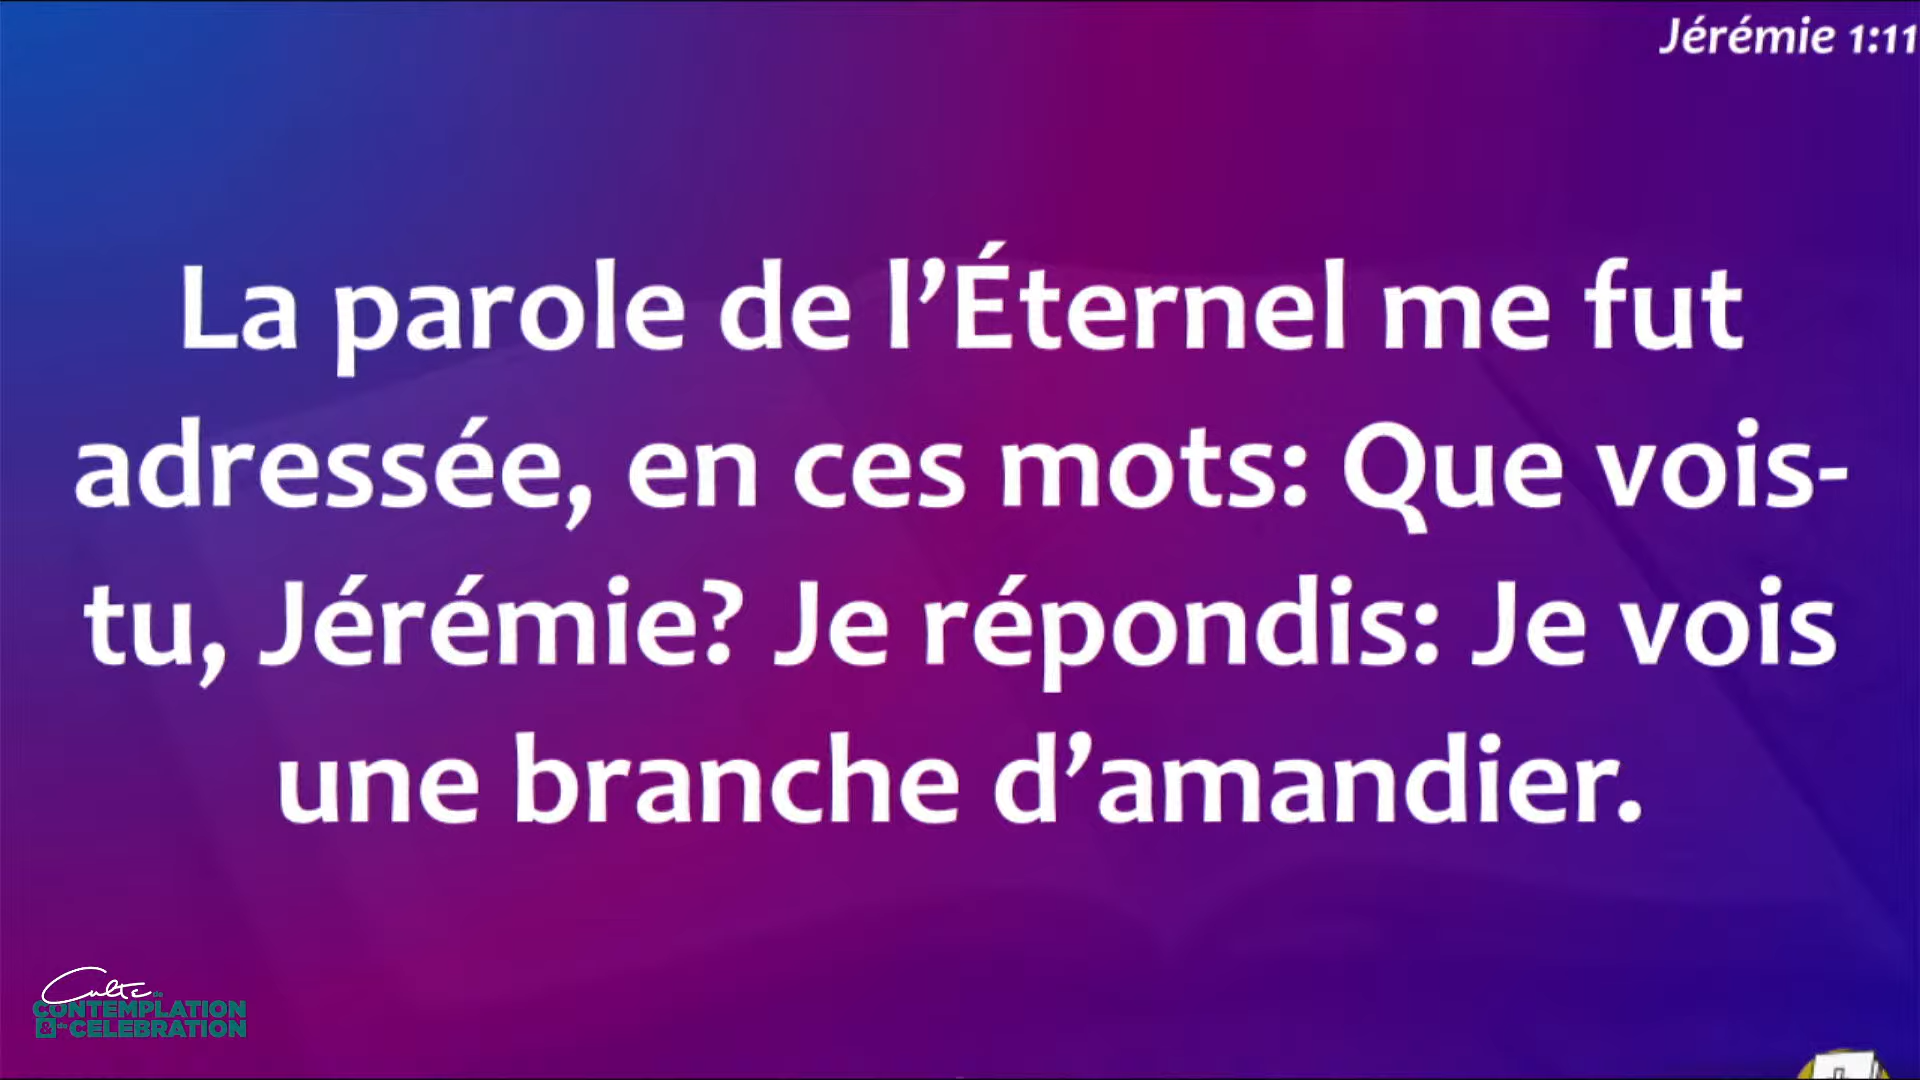 Jérémie 1:11
La parole de l’Éternel me fut
adressée, en ces mots: Que vois-
tu, Jérémie? Je répondis: Je vois
une branche d’amandier.
Culte de
CONTEMPLATION
& de CELEBRATION